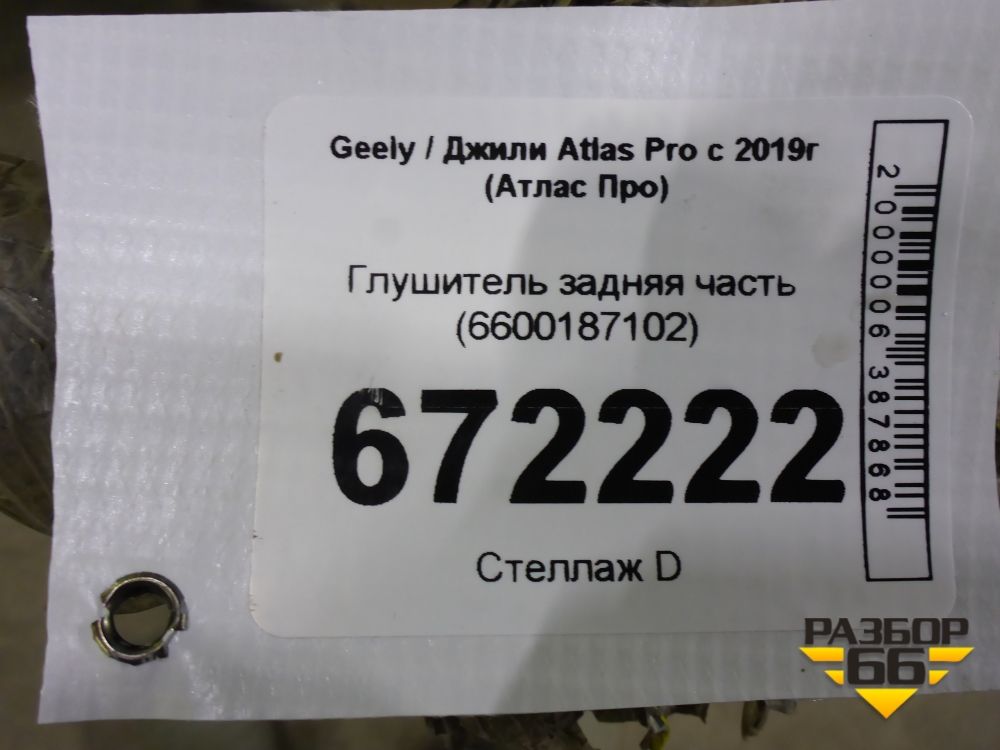 Geely / Джили Atlas Pro с 2019г
(Атлас Про)
Глушитель задняя часть
(6600187102)
672222
Стеллаж D
2000006387868
РАЗБОР
66